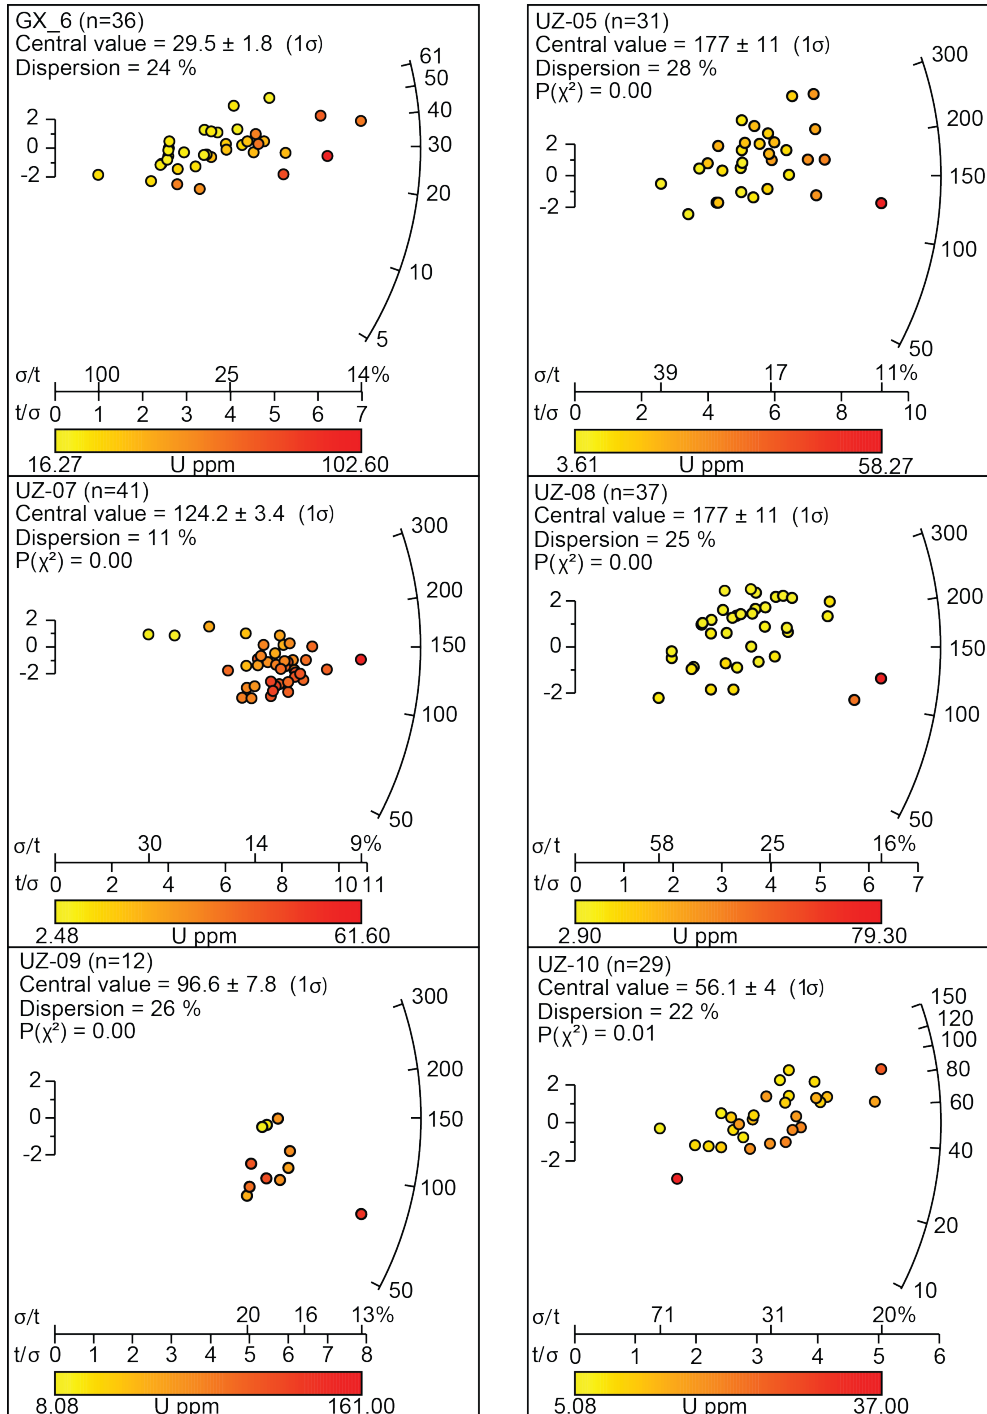 GX_6 (n=36)
Central value = 29.5 ± 1.8 (1σ)
Dispersion = 24 %
61
50
40
30
20
10
5
2
0
-2
σ/t 100 25 14%
t/σ 0 1 2 3 4 5 6 7
16.27 U ppm 102.60
UZ-05 (n=31)
Central value = 177 ± 11 (1σ)
Dispersion = 28 %
P(χ²) = 0.00
300
200
150
100
50
2
0
-2
σ/t 39 17 11%
t/σ 0 2 4 6 8 10
3.61 U ppm 58.27
UZ-07 (n=41)
Central value = 124.2 ± 3.4 (1σ)
Dispersion = 11 %
P(χ²) = 0.00
300
200
150
100
50
2
0
-2
σ/t 30 14 9%
t/σ 0 2 4 6 8 10 11
2.48 U ppm 61.60
UZ-08 (n=37)
Central value = 177 ± 11 (1σ)
Dispersion = 25 %
P(χ²) = 0.00
300
200
150
100
50
2
0
-2
σ/t 58 25 16%
t/σ 0 1 2 3 4 5 6 7
2.90 U ppm 79.30
UZ-09 (n=12)
Central value = 96.6 ± 7.8 (1σ)
Dispersion = 26 %
P(χ²) = 0.00
300
200
150
100
50
2
0
-2
σ/t 20 16 13%
t/σ 0 1 2 3 4 5 6 7 8
8.08 U ppm 161.00
UZ-10 (n=29)
Central value = 56.1 ± 4 (1σ)
Dispersion = 22 %
P(χ²) = 0.01
150
120
100
80
60
40
20
10
2
0
-2
σ/t 71 31 20%
t/σ 0 1 2 3 4 5 6
5.08 U ppm 37.00